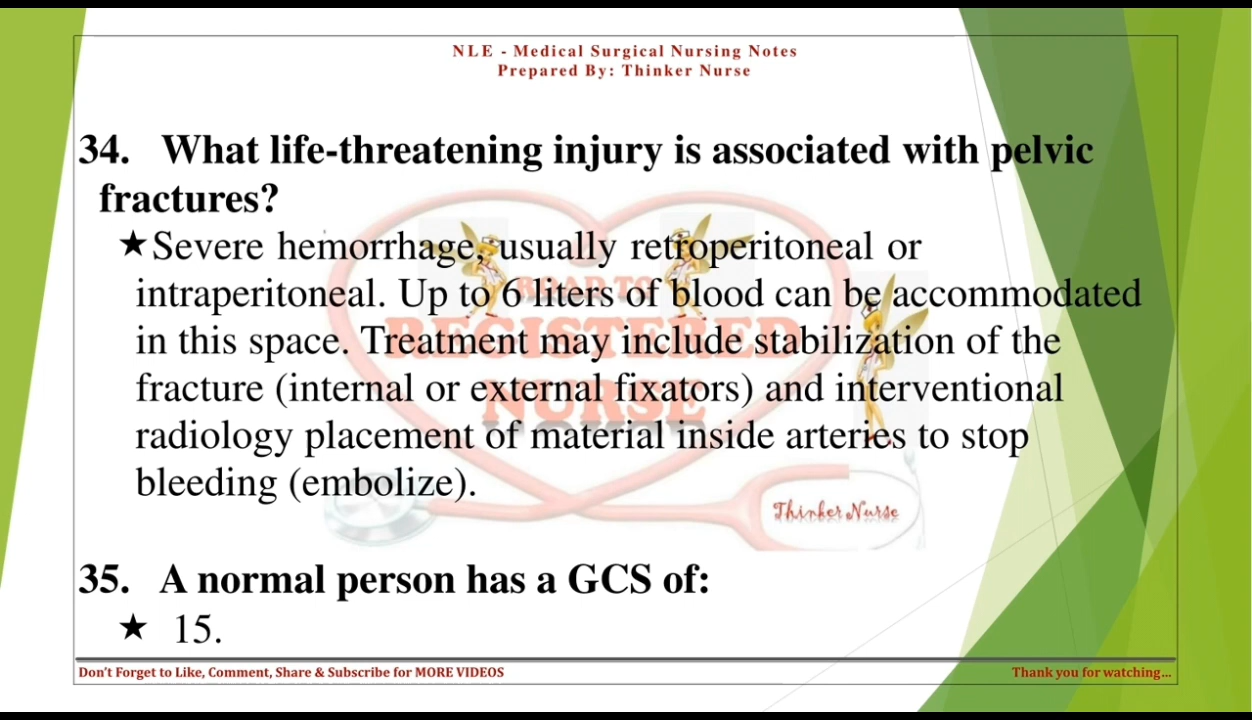 NLE - Medical Surgical Nursing Notes
Prepared By: Thinker Nurse
34. What life-threatening injury is associated with pelvic
fractures?
★Severe hemorrhage, usually retroperitoneal or
intraperitoneal. Up to 6 liters of blood can be accommodated
in this space. Treatment may include stabilization of the
fracture (internal or external fixators) and interventional
radiology placement of material inside arteries to stop
bleeding (embolize).
ROAD TO
REGISTERED
NURSE
Thinker Nurse
35. A normal person has a GCS of:
★ 15.
Don't Forget to Like, Comment, Share & Subscribe for MORE VIDEOS
Thank you for watching...